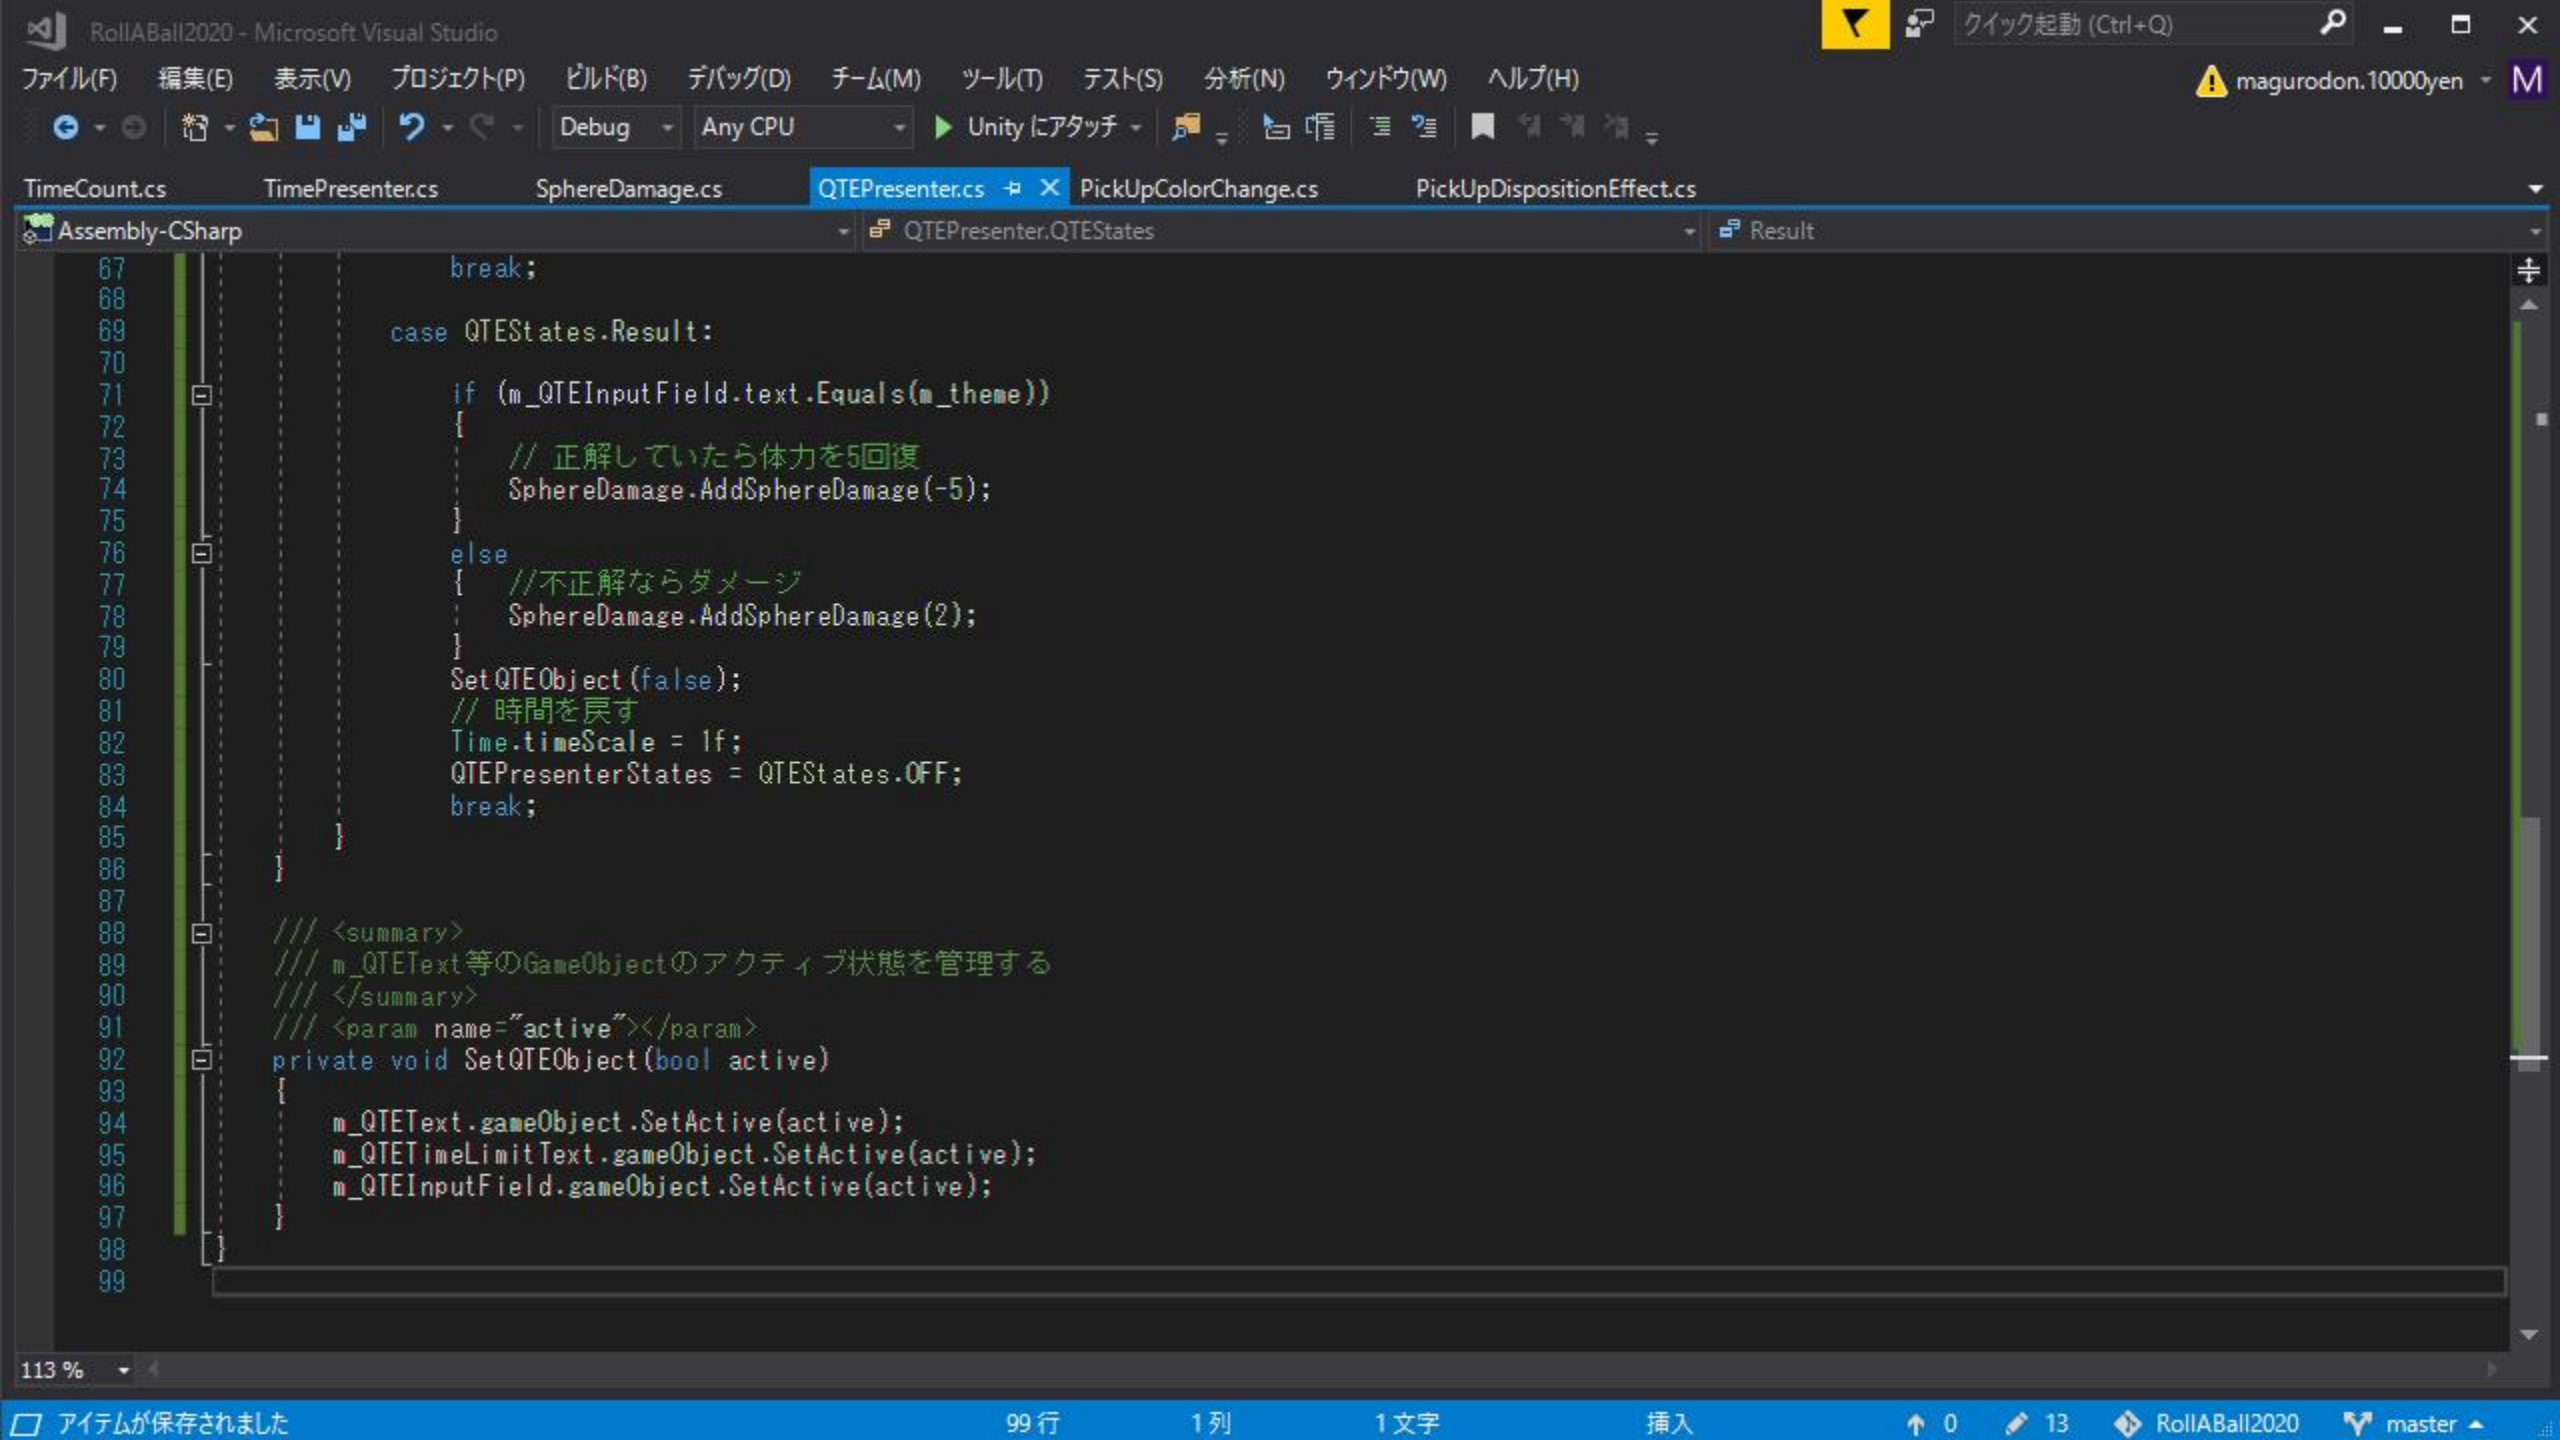 RollABall2020 - Microsoft Visual Studio
クイック起動 (Ctrl+Q)
ファイル(F) 編集(E) 表示(V) プロジェクト(P) ビルド(B) デバッグ(D) チーム(M) ツール(T) テスト(S) 分析(N) ウィンドウ(W) ヘルプ(H)
magurodon.10000yen M
Debug Any CPU Unity にアタッチ
TimeCount.cs TimePresenter.cs SphereDamage.cs QTEPresenter.cs PickUpColorChange.cs PickUpDispositionEffect.cs
Assembly-CSharp QTEPresenter.QTEStates Result
67 break;
68
69 case QTEStates.Result:
70
71 if (m_QTEInputField.text.Equals(m_theme))
72 {
73 // 正解していたら体力を5回復
74 SphereDamage.AddSphereDamage(-5);
75 }
76 else
77 { //不正解ならダメージ
78 SphereDamage.AddSphereDamage(2);
79 }
80 SetQTEObject(false);
81 // 時間を戻す
82 Time.timeScale = 1f;
83 QTEPresenterStates = QTEStates.OFF;
84 break;
85 }
86 }
87
88 /// <summary>
89 /// m_QTEText等のGameObjectのアクティブ状態を管理する
90 /// </summary>
91 /// <param name="active"></param>
92 private void SetQTEObject(bool active)
93 {
94 m_QTEText.gameObject.SetActive(active);
95 m_QTETimeLimitText.gameObject.SetActive(active);
96 m_QTEInputField.gameObject.SetActive(active);
97 }
98 }
99
113 %
アイテムが保存されました 99 行 1 列 1 文字 挿入 0 13 RollABall2020 master